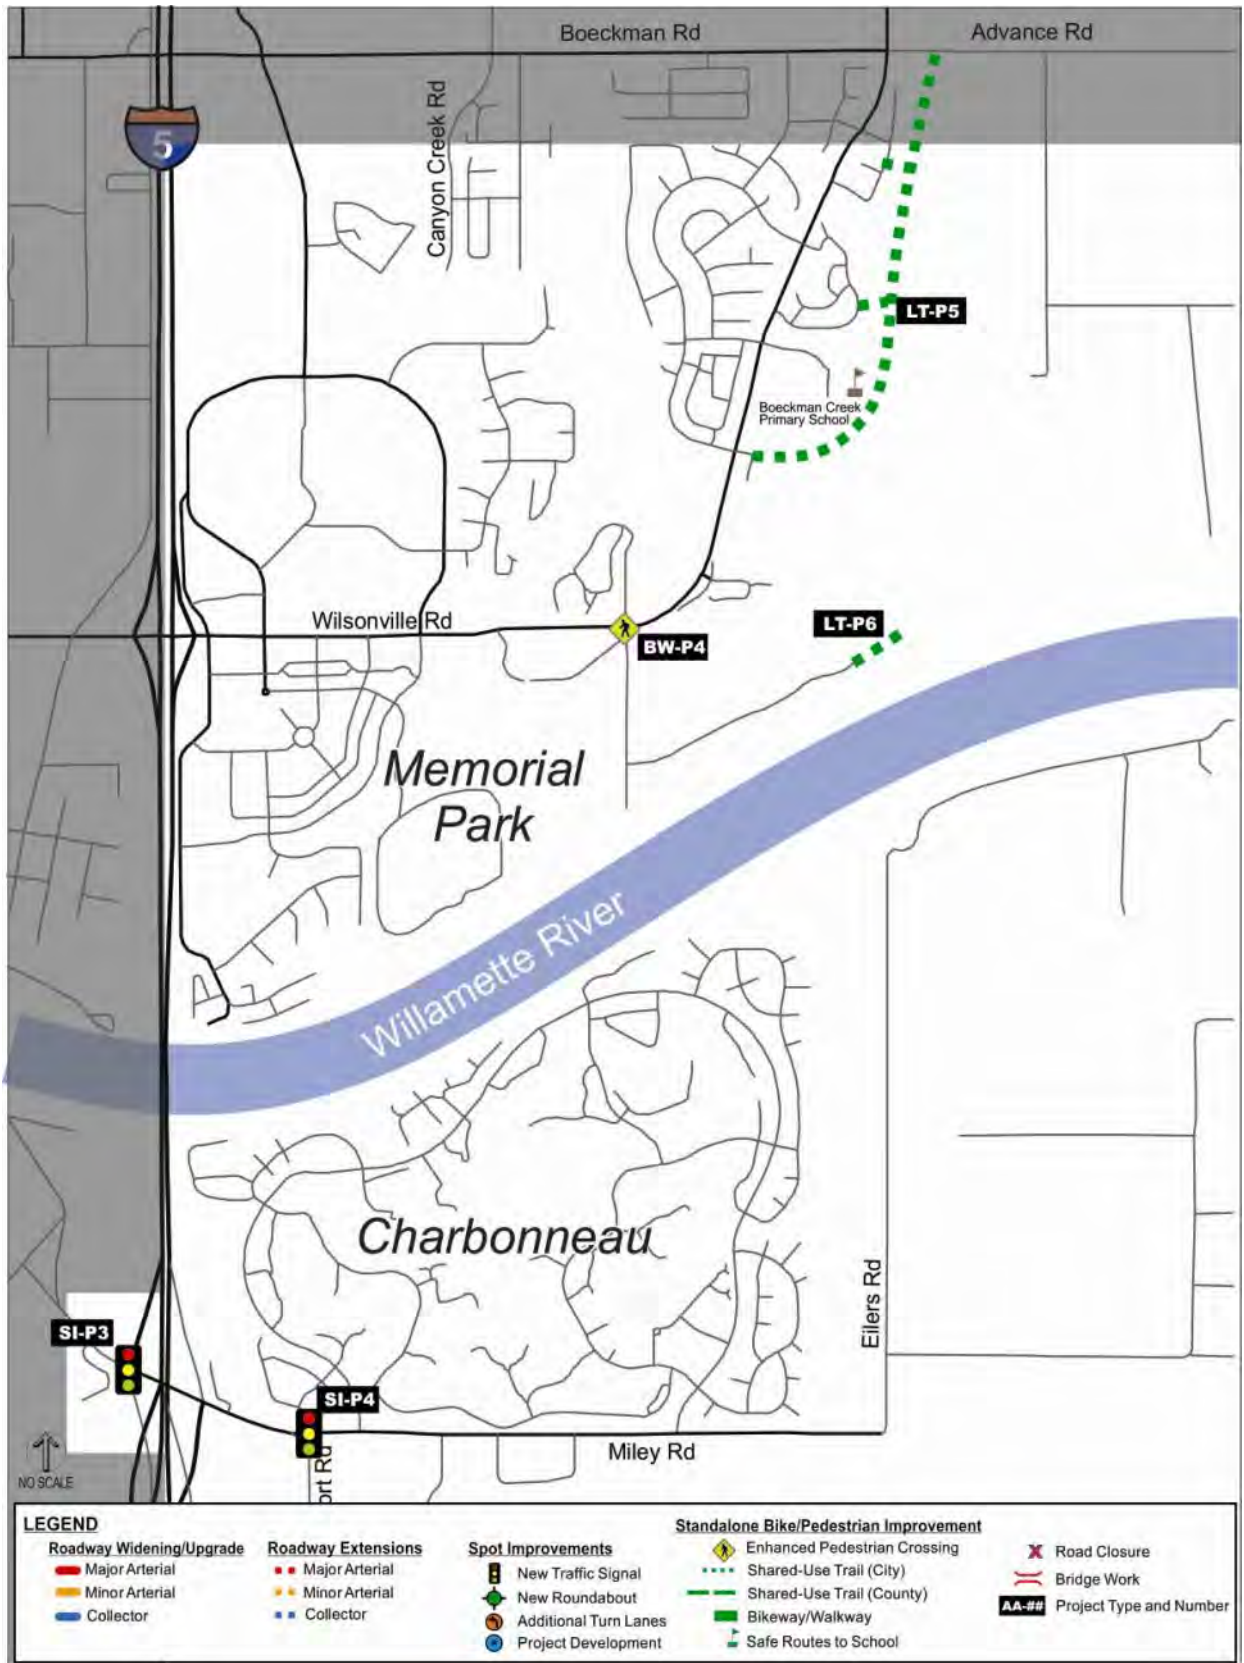 Boeckman Rd
Advance Rd
5
Canyon Creek Rd
LT-P5
Boeckman Creek
Primary School
Wilsonville Rd
LT-P6
BW-P4
Memorial
Park
Willamette River
Charbonneau
Eilers Rd
SI-P3
SI-P4
Miley Rd
ort Rd
NO SCALE
LEGEND
Roadway Widening/Upgrade
Major Arterial
Minor Arterial
Collector
Roadway Extensions
Major Arterial
Minor Arterial
Collector
Spot Improvements
New Traffic Signal
New Roundabout
Additional Turn Lanes
Project Development
Standalone Bike/Pedestrian Improvement
Enhanced Pedestrian Crossing
Shared-Use Trail (City)
Shared-Use Trail (County)
Bikeway/Walkway
Safe Routes to School
Road Closure
Bridge Work
AA-## Project Type and Number